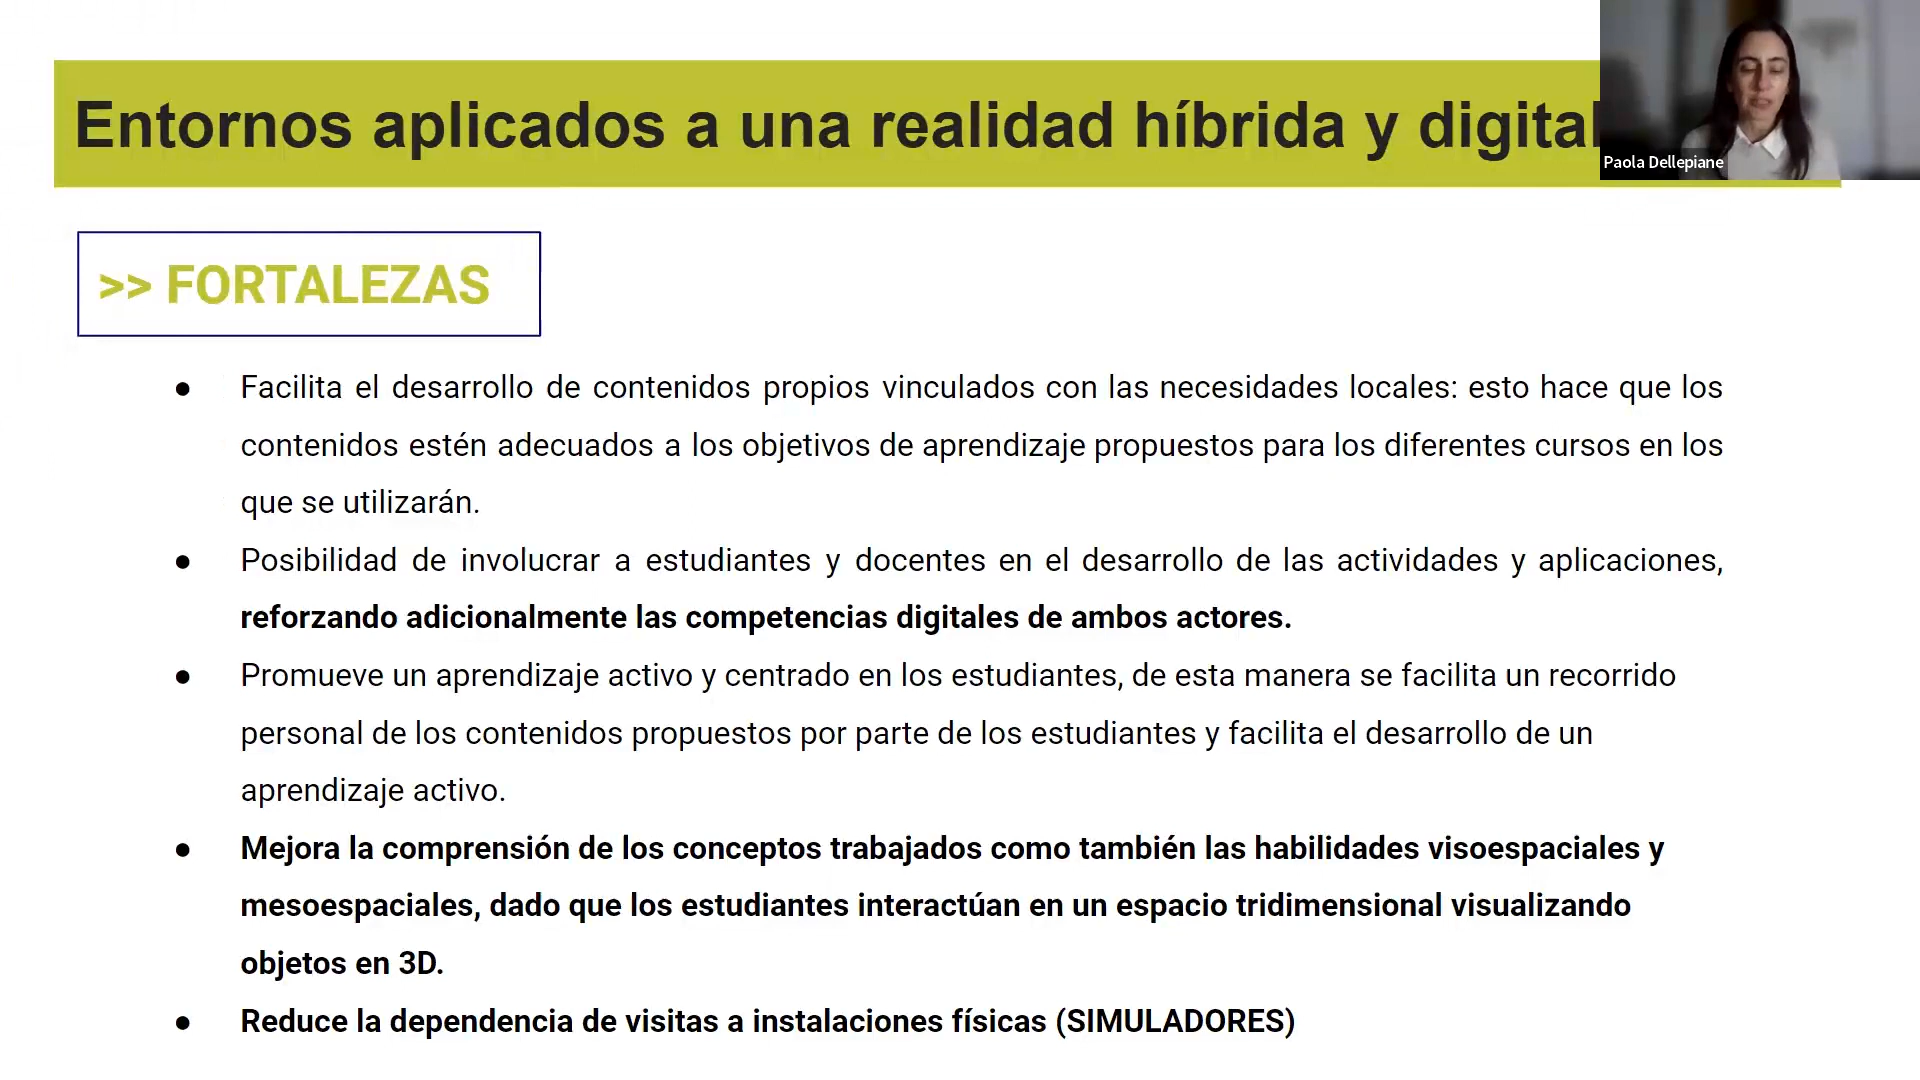 Entornos aplicados a una realidad híbrida y digital
Paola Dellepiane
>> FORTALEZAS
● Facilita el desarrollo de contenidos propios vinculados con las necesidades locales: esto hace que los
contenidos estén adecuados a los objetivos de aprendizaje propuestos para los diferentes cursos en los
que se utilizarán.
● Posibilidad de involucrar a estudiantes y docentes en el desarrollo de las actividades y aplicaciones,
reforzando adicionalmente las competencias digitales de ambos actores.
● Promueve un aprendizaje activo y centrado en los estudiantes, de esta manera se facilita un recorrido
personal de los contenidos propuestos por parte de los estudiantes y facilita el desarrollo de un
aprendizaje activo.
● Mejora la comprensión de los conceptos trabajados como también las habilidades visoespaciales y
mesoespaciales, dado que los estudiantes interactúan en un espacio tridimensional visualizando
objetos en 3D.
● Reduce la dependencia de visitas a instalaciones físicas (SIMULADORES)